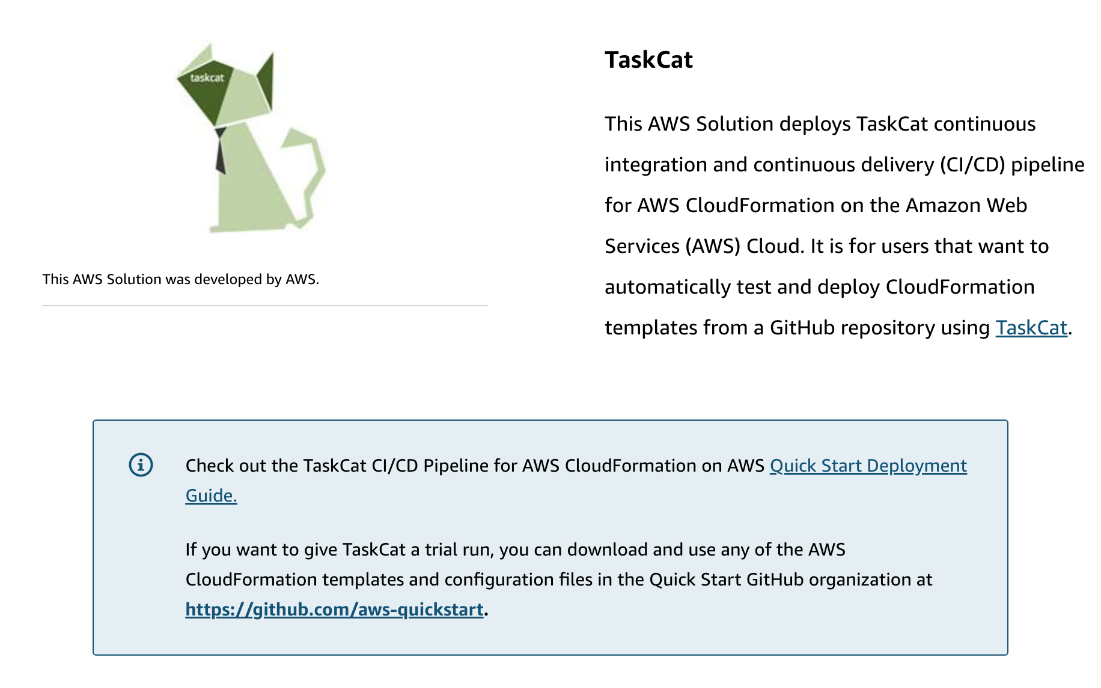 taskcat
This AWS Solution was developed by AWS.
TaskCat
This AWS Solution deploys TaskCat continuous
integration and continuous delivery (CI/CD) pipeline
for AWS CloudFormation on the Amazon Web
Services (AWS) Cloud. It is for users that want to
automatically test and deploy CloudFormation
templates from a GitHub repository using TaskCat.
Check out the TaskCat CI/CD Pipeline for AWS CloudFormation on AWS Quick Start Deployment
Guide.
If you want to give TaskCat a trial run, you can download and use any of the AWS
CloudFormation templates and configuration files in the Quick Start GitHub organization at
https://github.com/aws-quickstart.